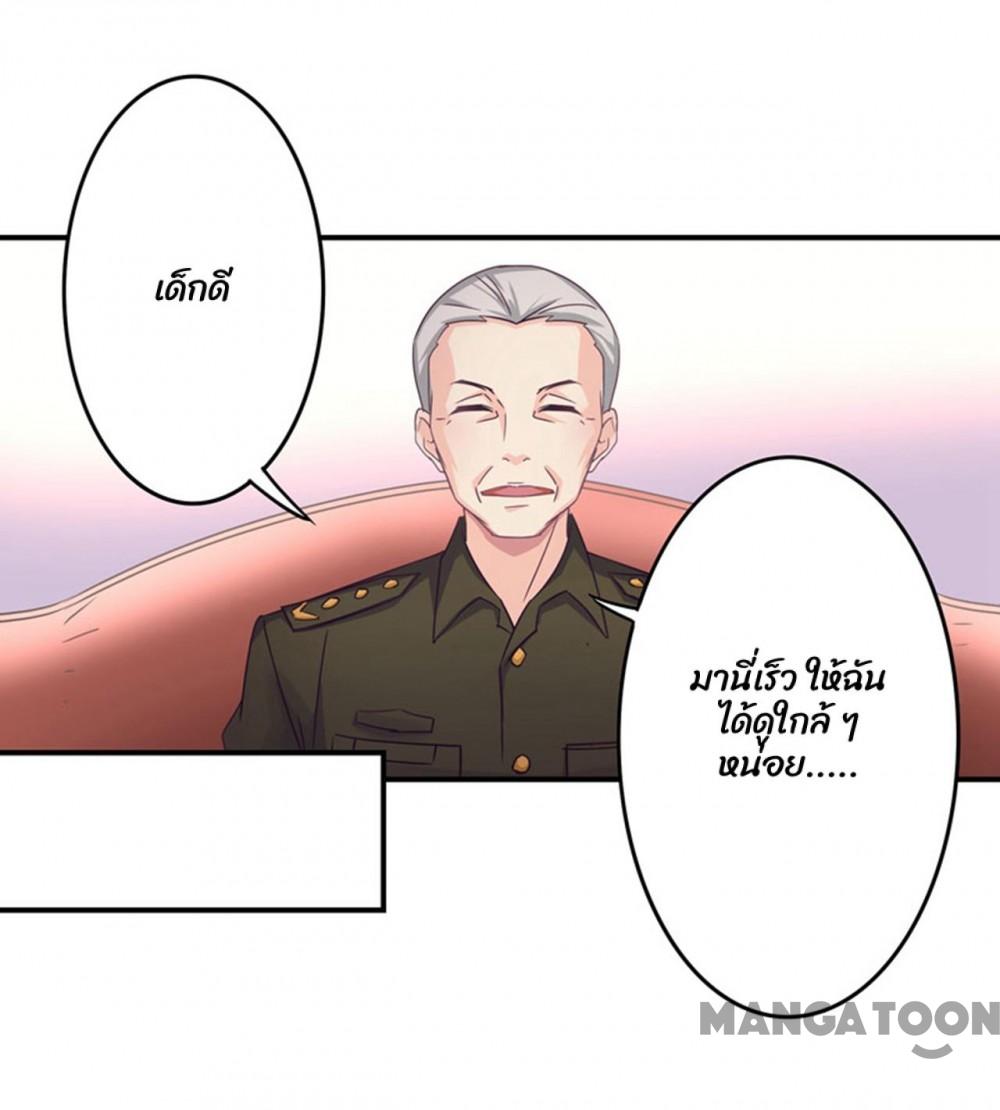 เด็กดี
มานี่เร็ว ให้ฉัน
ได้ดูใกล้ ๆ
หน่อย.....
MANGATOON